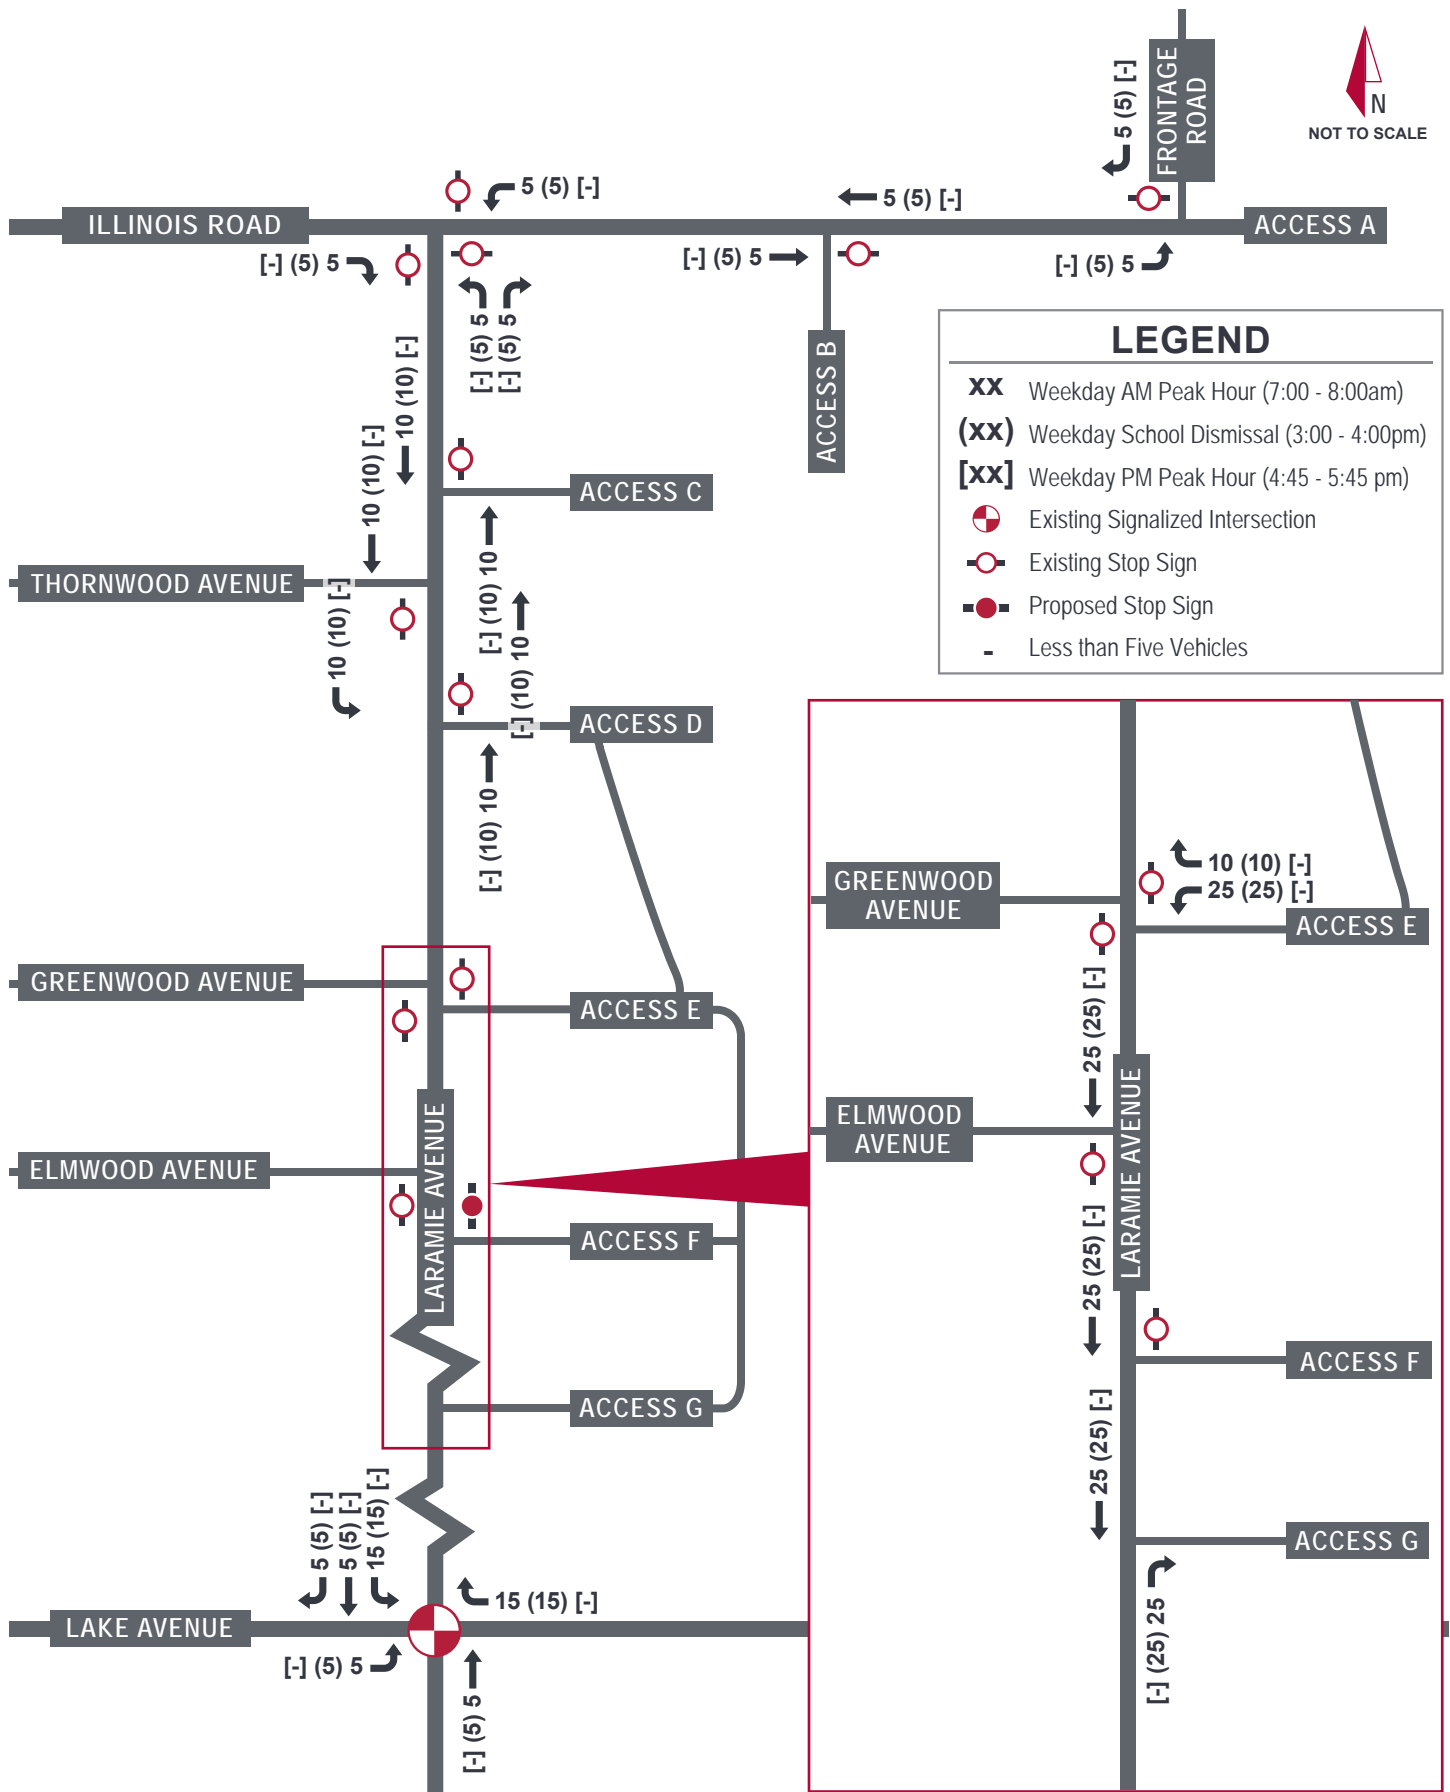 FRONTAGE
ROAD
5 (5) [-]
N
NOT TO SCALE
5 (5) [-]
5 (5) [-]
ILLINOIS ROAD
ACCESS A
[-] (5) 5
[-] (5) 5
[-] (5) 5
[-] (5) 5
[-] (5) 5
ACCESS B
LEGEND
xx Weekday AM Peak Hour (7:00 - 8:00am)
(xx) Weekday School Dismissal (3:00 - 4:00pm)
[xx] Weekday PM Peak Hour (4:45 - 5:45 pm)
Existing Signalized Intersection
Existing Stop Sign
Proposed Stop Sign
- Less than Five Vehicles
10 (10) [-]
10 (10) [-]
ACCESS C
[-] (10) 10
THORNWOOD AVENUE
10 (10) [-]
[-] (10) 10
ACCESS D
[-] (10) 10
GREENWOOD AVENUE
ACCESS E
ELMWOOD AVENUE
LARAMIE AVENUE
ACCESS F
ACCESS G
5 (5) [-]
5 (5) [-]
15 (15) [-]
15 (15) [-]
LAKE AVENUE
[-] (5) 5
[-] (5) 5
GREENWOOD
AVENUE
10 (10) [-]
25 (25) [-]
ACCESS E
25 (25) [-]
ELMWOOD
AVENUE
LARAMIE AVENUE
25 (25) [-]
ACCESS F
25 (25) [-]
ACCESS G
[-] (25) 25